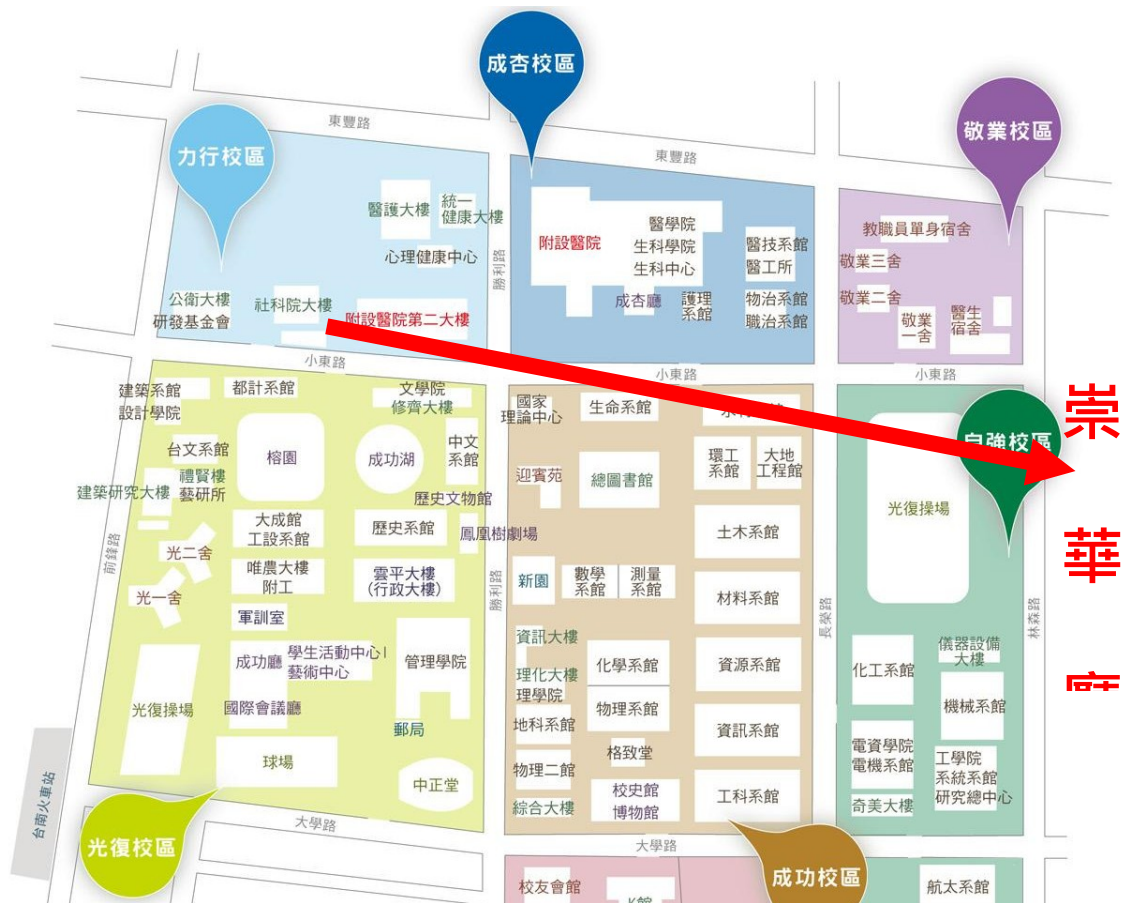 成杏校區
敬業校區
力行校區
東豐路
東豐路
醫護大樓
統一
健康大樓
心理健康中心
公衛大樓
研發基金會
社科院大樓
附設醫院第二大樓
勝利路
附設醫院
醫學院
生科學院
生科中心
成杏廳
護理
系館
醫技系館
醫工所
物治系館
職治系館
教職員單身宿舍
敬業三舍
敬業二舍
敬業
一舍
醫生
宿舍
小東路
小東路
小東路
建築系館
設計學院
都計系館
文學院
修齊大樓
台文系館
榕園
成功湖
中文
系館
禮賢樓
藝研所
建築研究大樓
歷史文物館
大成館
工設系館
歷史系館
鳳凰樹劇場
光二舍
唯農大樓
附工
雲平大樓
(行政大樓)
光一舍
軍訓室
成功廳
學生活動中心I
藝術中心
管理學院
光復操場
國際會議廳
郵局
球場
中正堂
前鋒路
台南火車站
光復校區
大學路
勝利路
國家
理論中心
生命系館
環工
系館
大地
工程館
迎賓苑
總圖書館
土木系館
新園
數學
系館
測量
系館
材料系館
資訊大樓
理化大樓
理學院
化學系館
資源系館
物理系館
地科系館
資訊系館
格致堂
物理二館
綜合大樓
校史館
博物館
工科系館
大學路
成功校區
校友會館
長榮路
自強校區
光復操場
林森路
儀器設備
大樓
化工系館
機械系館
電資學院
電機系館
工學院
系統系館
研究總中心
奇美大樓
航太系館
崇
華